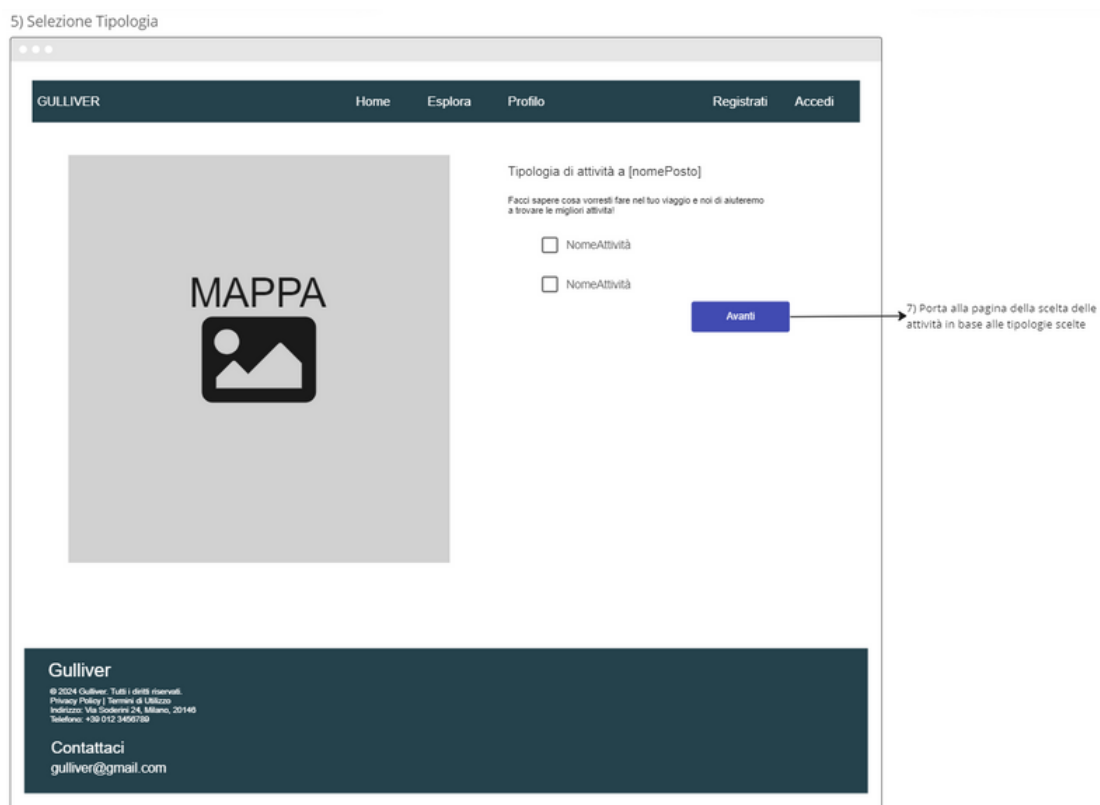 5) Selezione Tipologia
GULLIVER Home Esplora Profilo Registrati Accedi
MAPPA
Tipologia di attività a [nomePosto]
Facci sapere cosa vorresti fare nel tuo viaggio e noi di aiuteremo
a trovare le migliori attivita!
NomeAttività
NomeAttività
Avanti
7) Porta alla pagina della scelta delle
attività in base alle tipologie scelte
Gulliver
© 2024 Gulliver. Tutti i diritti riservati.
Privacy Policy | Termini di Utilizzo
Indirizzo: Via Soderini 24, Milano, 20146
Telefono: +39 012 3456789
Contattaci
gulliver@gmail.com